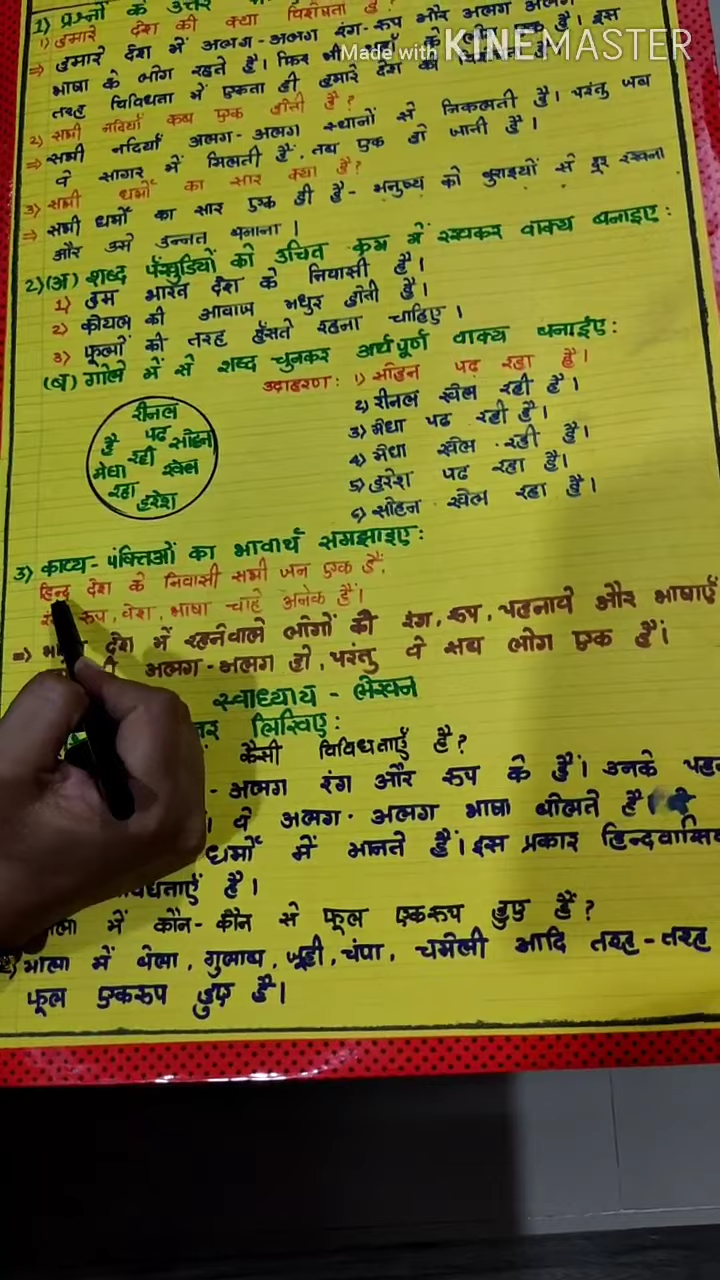 1) प्रश्नों के उत्तर
1) हमारे देश की क्या विशेषता है ?
⇒ हमारे देश में अलग-अलग रंग-रूप और अलग अलग
भाषा के लोग रहते हैं। फिर भी एक हैं। इस
तरह विविधता में एकता ही हमारे देश की
2) सभी नदियाँ कब एक होती हैं ?
⇒ सभी नदियाँ अलग-अलग स्थानों से निकलती हैं। परंतु जब
वे सागर में मिलती हैं, तब एक हो जाती हैं।
3) सभी धर्मों का सार क्या है?
⇒ सभी धर्मों का सार एक ही है- मनुष्य को बुराइयों से दूर रखना
और उसे उन्नत बनाना।
2)(अ) शब्द पँखुडियों को उचित क्रम में रखकर वाक्य बनाइए:
1) हम भारत देश के निवासी हैं।
2) कोयल की आवाज मधुर होती है।
3) फूलों की तरह हँसते रहना चाहिए।
(ब) गोले में से शब्द चुनकर अर्थपूर्ण वाक्य बनाईए:
उदाहरण: 1) सोहन पढ़ रहा है।
2) रीनल खेल रही है।
3) मेधा पढ रही है।
4) मेधा खेल रही है।
5) हरेश पढ रहा है।
6) सोहन खेल रहा है।
रीनल
है पढ सोहन
मेधा रही खेल
रहा हरेश
3) काव्य-पंक्तिओं का भावार्थ समझाइए:
हिन्द देश के निवासी सभी जन एक हैं,
रूप, वेश, भाषा चाहे अनेक हैं।
⇒ देश में रहनेवाले लोगों की रंग, रूप, पहनावे और भाषाएँ
अलग-अलग हो, परंतु वे सब लोग एक हैं।
स्वाध्याय - लेखन
लिखिए:
कैसी विविधताएँ है?
- अलग रंग और रूप के हैं। उनके
वे अलग- अलग भाषा बोलते है।
धर्मों में मानते हैं। इस प्रकार
है।
में कौन-कौन से फूल एकरूप हुए हैं ?
माला में बेला, गुलाब, जूही, चंपा, चमेली आदि तरह-तरह
फूल एकरूप हुए है।
Made with KINEMASTER